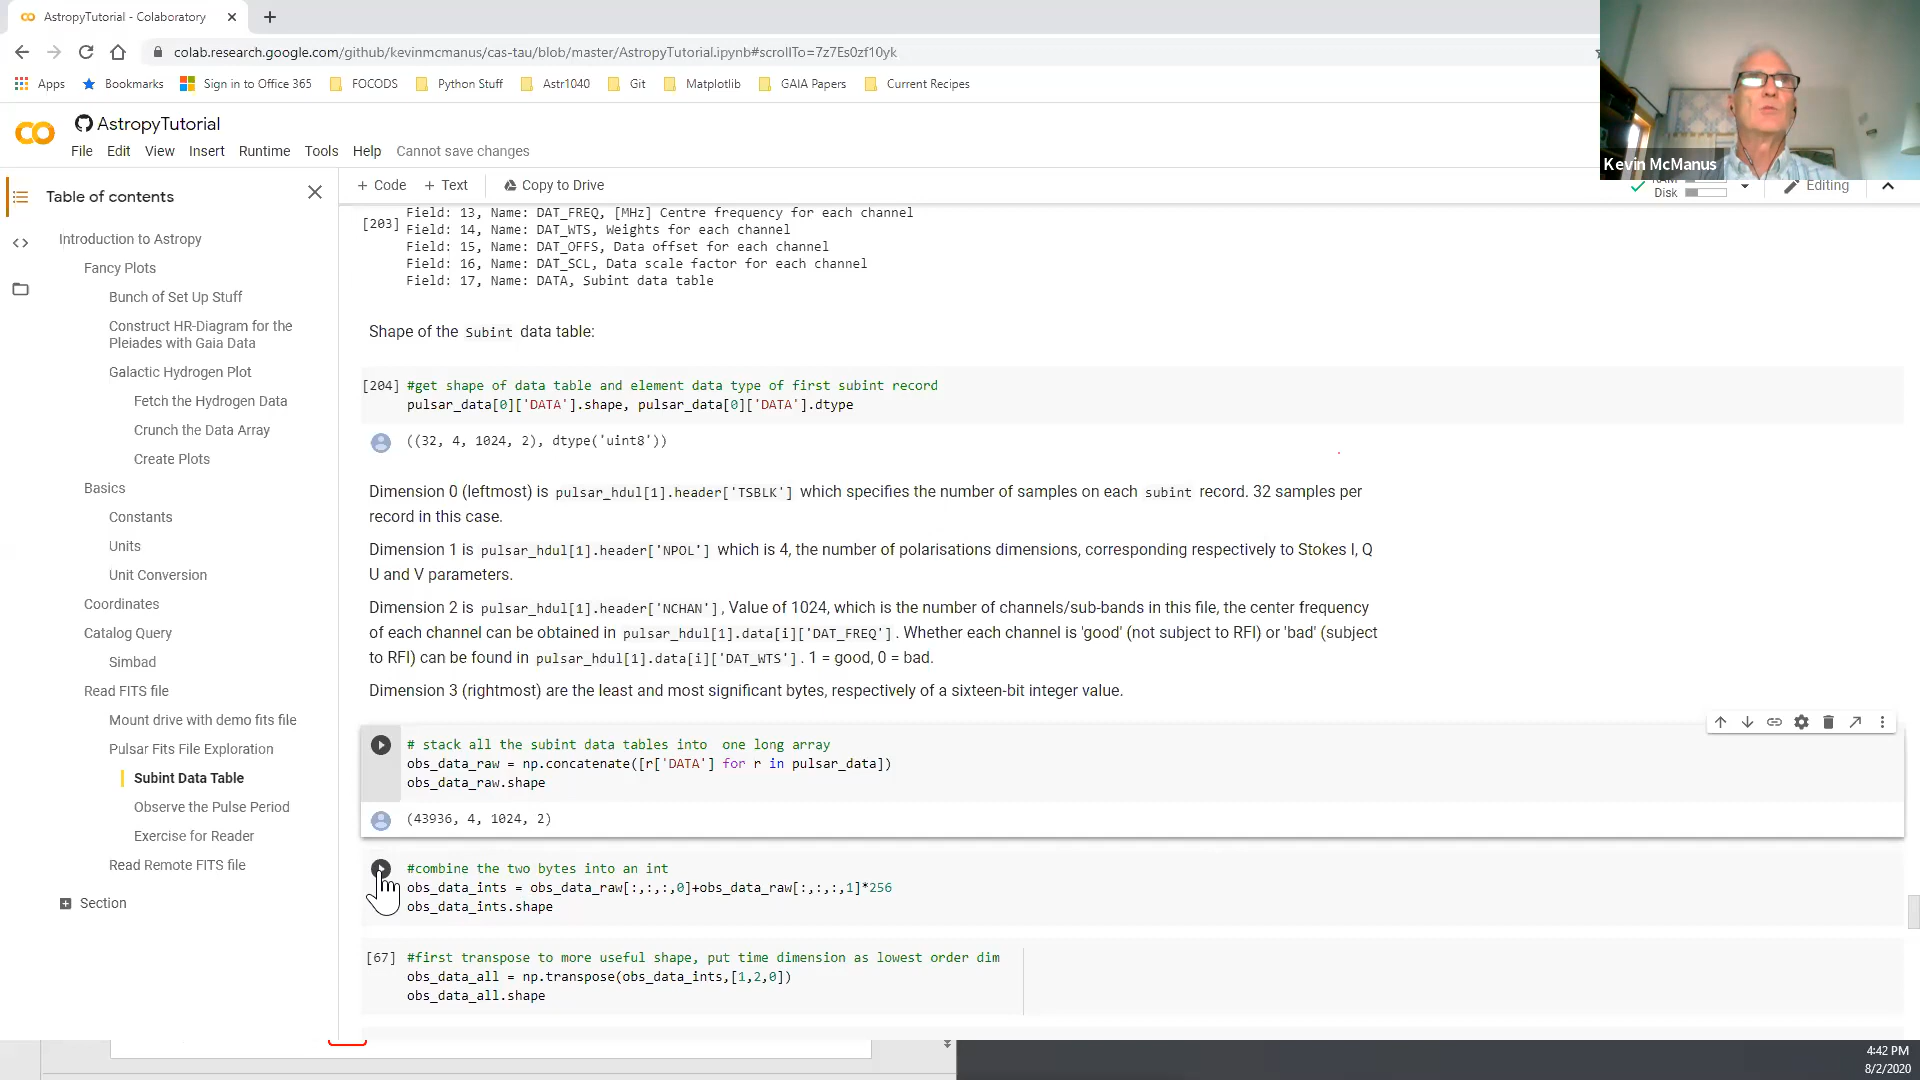 AstropyTutorial - Colaboratory
colab.research.google.com/github/kevinmcmanus/cas-tau/blob/master/AstropyTutorial.ipynb#scrollTo=7z7Es0zf10yk
Apps Bookmarks Sign in to Office 365 FOCODS Python Stuff Astr1040 Git Matplotlib GAIA Papers Current Recipes
Kevin McManus
CO AstropyTutorial
File Edit View Insert Runtime Tools Help Cannot save changes
+ Code + Text Copy to Drive
Disk Editing
Table of contents
Introduction to Astropy
Fancy Plots
Bunch of Set Up Stuff
Construct HR-Diagram for the
Pleiades with Gaia Data
Galactic Hydrogen Plot
Fetch the Hydrogen Data
Crunch the Data Array
Create Plots
Basics
Constants
Units
Unit Conversion
Coordinates
Catalog Query
Simbad
Read FITS file
Mount drive with demo fits file
Pulsar Fits File Exploration
Subint Data Table
Observe the Pulse Period
Exercise for Reader
Read Remote FITS file
Section
Field: 13, Name: DAT_FREQ, [MHz] Centre frequency for each channel
[203] Field: 14, Name: DAT_WTS, Weights for each channel
Field: 15, Name: DAT_OFFS, Data offset for each channel
Field: 16, Name: DAT_SCL, Data scale factor for each channel
Field: 17, Name: DATA, Subint data table
Shape of the Subint data table:
[204] #get shape of data table and element data type of first subint record
pulsar_data[0]['DATA'].shape, pulsar_data[0]['DATA'].dtype
((32, 4, 1024, 2), dtype('uint8'))
Dimension 0 (leftmost) is pulsar_hdul[1].header['TSBLK'] which specifies the number of samples on each subint record. 32 samples per
record in this case.
Dimension 1 is pulsar_hdul[1].header['NPOL'] which is 4, the number of polarisations dimensions, corresponding respectively to Stokes I, Q
U and V parameters.
Dimension 2 is pulsar_hdul[1].header['NCHAN'], Value of 1024, which is the number of channels/sub-bands in this file, the center frequency
of each channel can be obtained in pulsar_hdul[1].data[i]['DAT_FREQ']. Whether each channel is 'good' (not subject to RFI) or 'bad' (subject
to RFI) can be found in pulsar_hdul[1].data[i]['DAT_WTS']. 1 = good, 0 = bad.
Dimension 3 (rightmost) are the least and most significant bytes, respectively of a sixteen-bit integer value.
# stack all the subint data tables into  one long array
obs_data_raw = np.concatenate([r['DATA'] for r in pulsar_data])
obs_data_raw.shape
(43936, 4, 1024, 2)
#combine the two bytes into an int
obs_data_ints = obs_data_raw[:,:,:,0]+obs_data_raw[:,:,:,1]*256
obs_data_ints.shape
[67] #first transpose to more useful shape, put time dimension as lowest order dim
obs_data_all = np.transpose(obs_data_ints,[1,2,0])
obs_data_all.shape
4:42 PM
8/2/2020